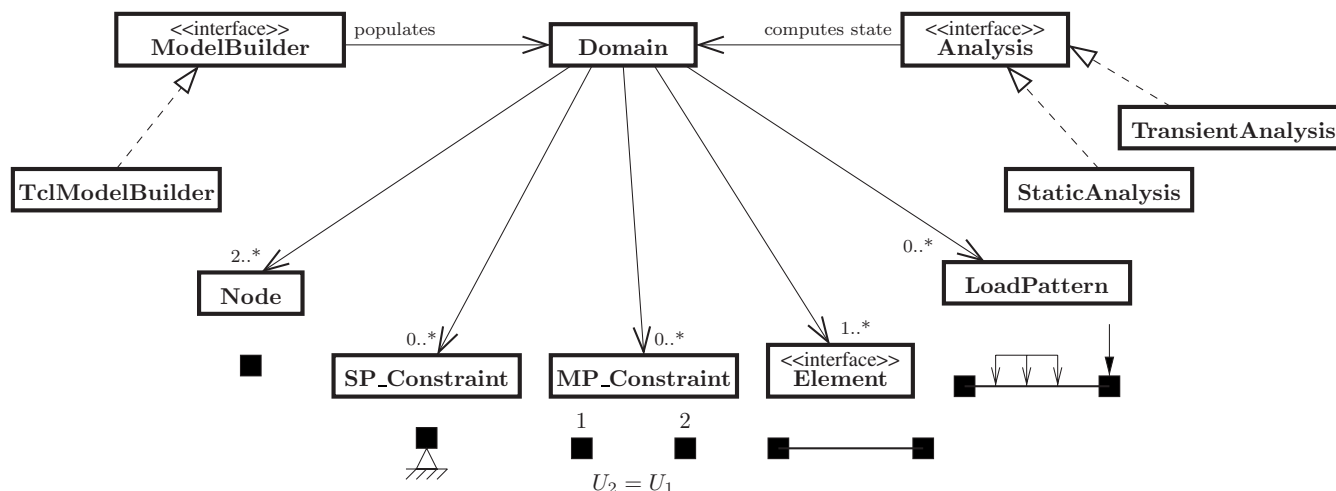 <<interface>>
ModelBuilder
populates
Domain
computes state
<<interface>>
Analysis
TransientAnalysis
TclModelBuilder
StaticAnalysis
2..*
Node
0..*
LoadPattern
0..*
SP_Constraint
0..*
MP_Constraint
1..*
<<interface>>
Element
1 2
U₂ = U₁